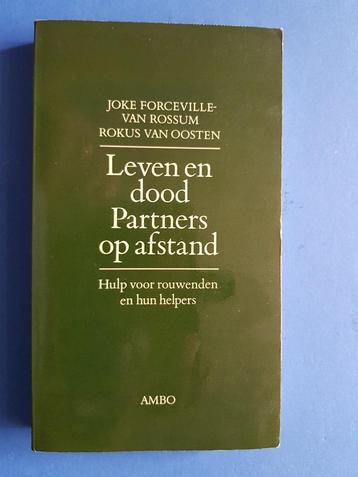 JOKE FORCEVILLE-
VAN ROSSUM
ROKUS VAN OOSTEN
Leven en
dood
Partners
op afstand
Hulp voor rouwenden
en hun helpers
AMBO